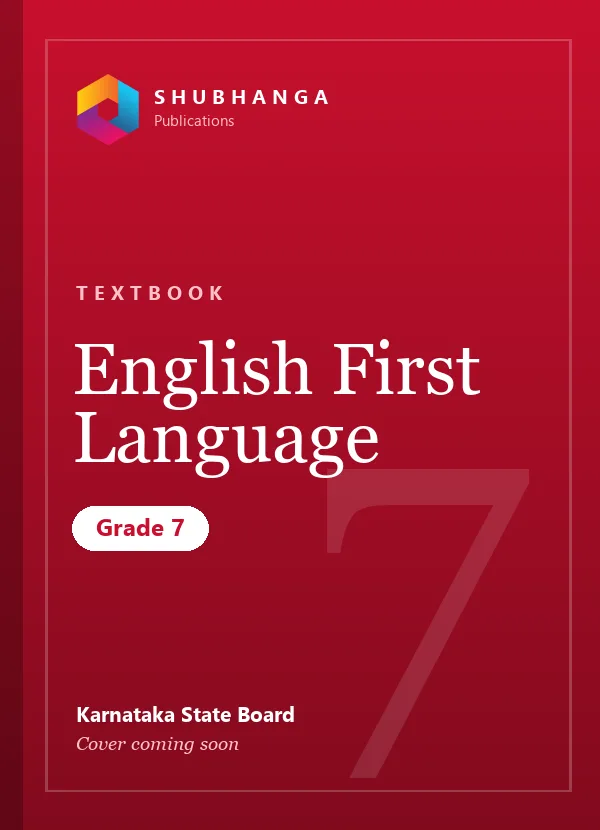 SHUBHANGA
Publications
TEXTBOOK
English First
Language
Grade 7
7
Karnataka State Board
Cover coming soon